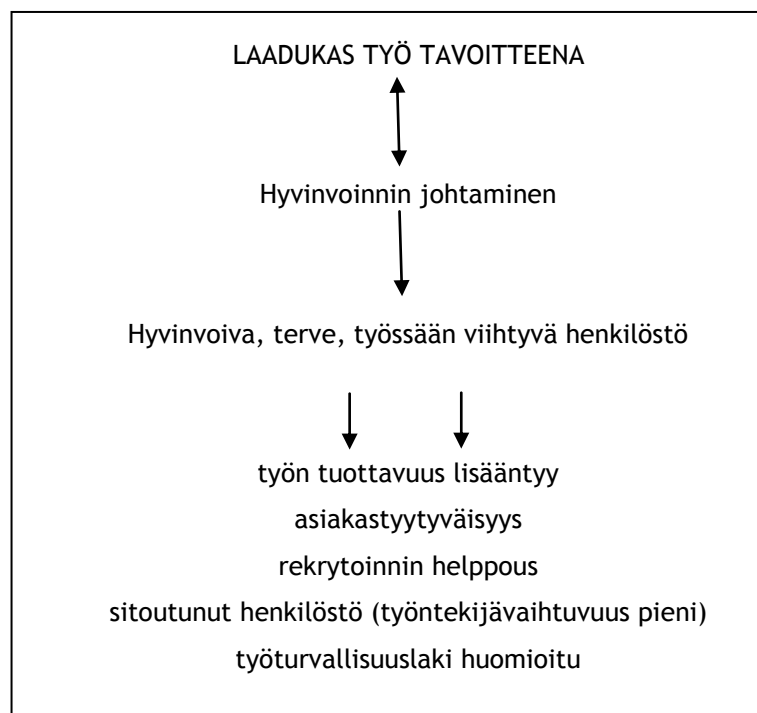 LAADUKAS TYÖ TAVOITTEENA
Hyvinvoinnin johtaminen
Hyvinvoiva, terve, työssään viihtyvä henkilöstö
työn tuottavuus lisääntyy
asiakastyytyväisyys
rekrytoinnin helppous
sitoutunut henkilöstö (työntekijävaihtuvuus pieni)
työturvallisuuslaki huomioitu